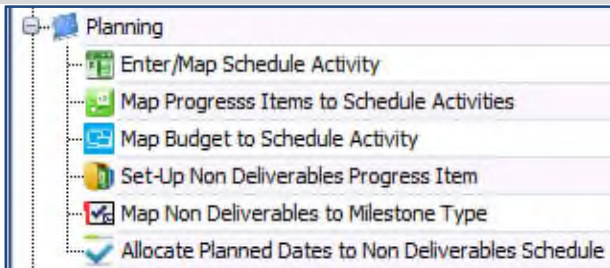 Planning
Enter/Map Schedule Activity
Map Progresss Items to Schedule Activities
Map Budget to Schedule Activity
Set-Up Non Deliverables Progress Item
Map Non Deliverables to Milestone Type
Allocate Planned Dates to Non Deliverables Schedule